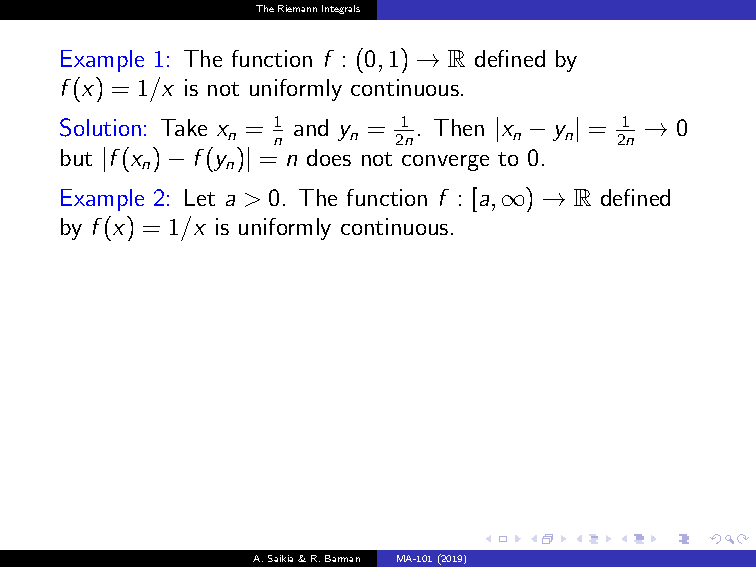 The Riemann Integrals
Example 1: The function f : (0, 1) → ℝ defined by
f(x) = 1/x is not uniformly continuous.
Solution: Take xₙ = 1/n and yₙ = 1/2n. Then |xₙ − yₙ| = 1/2n → 0
but |f(xₙ) − f(yₙ)| = n does not converge to 0.
Example 2: Let a > 0. The function f : [a, ∞) → ℝ defined
by f(x) = 1/x is uniformly continuous.
A. Saikia & R. Barman MA-101 (2019)